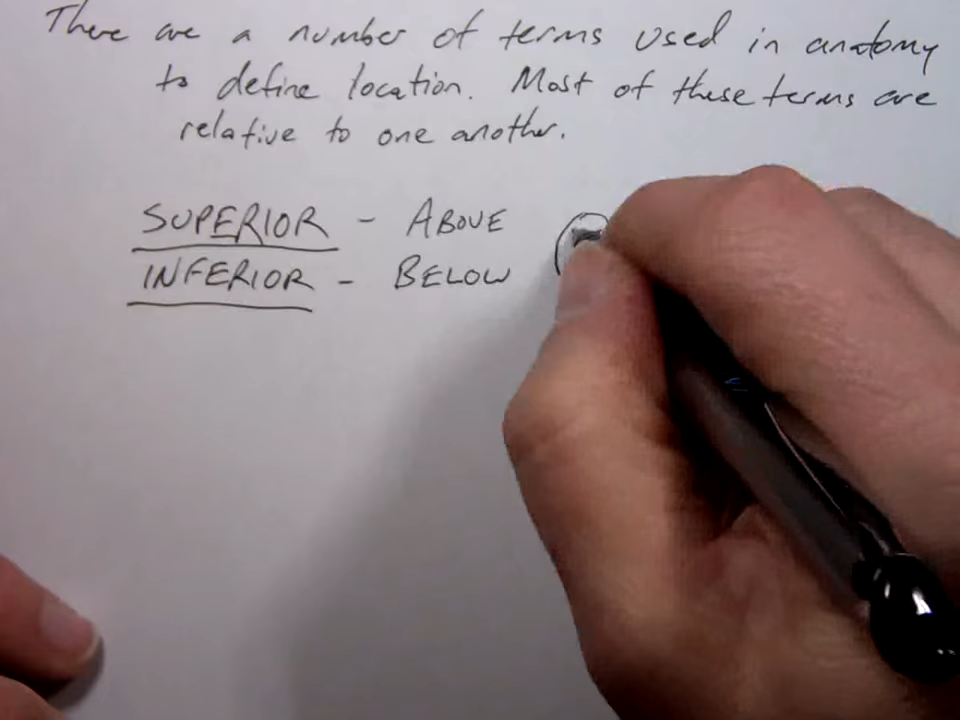 There are a number of terms used in anatomy
to define location. Most of these terms are
relative to one another.
SUPERIOR - ABOVE
INFERIOR - BELOW